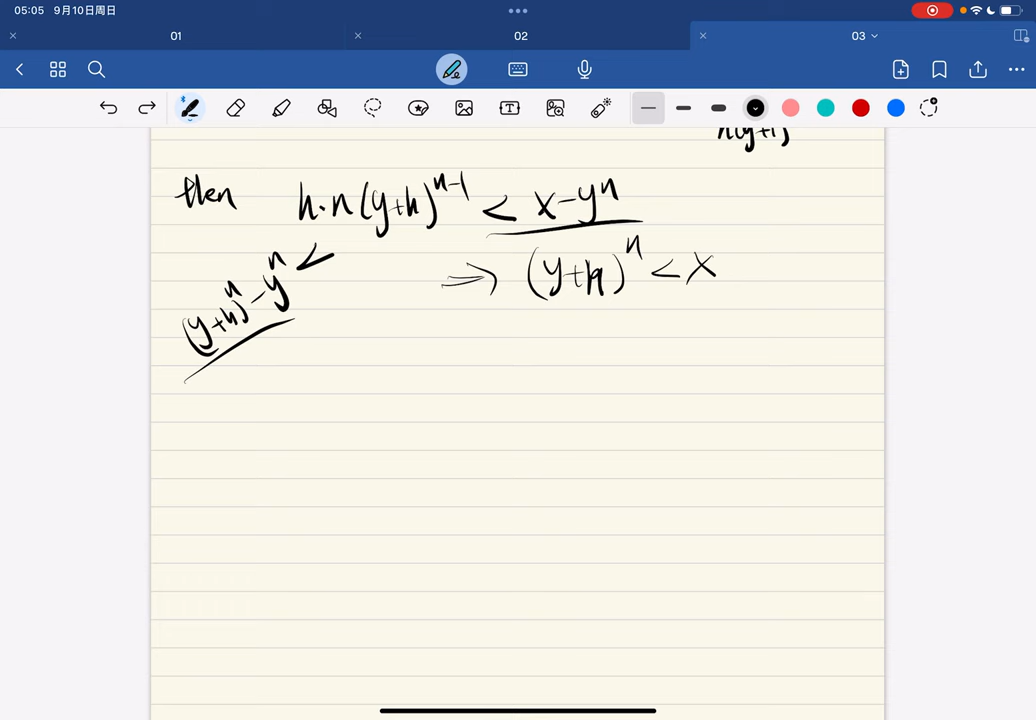 05:05 9月10日周日
01 02 03
n(y+1)
then h·n(y+h)^{n-1} < x-y^n
(y+h)^n - y^n <
⇒ (y+h)^n < x